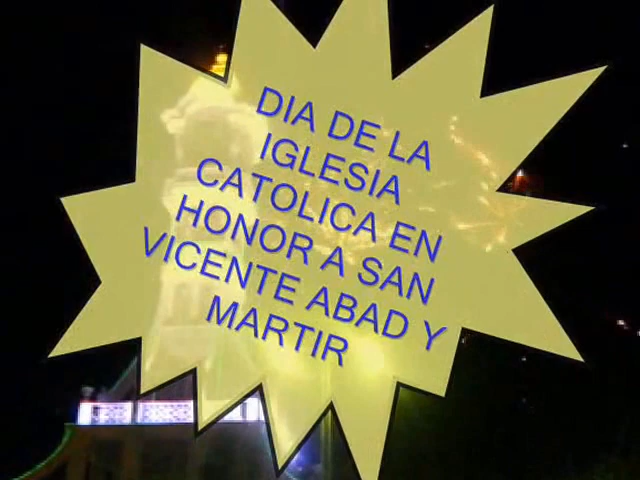 DIA DE LA
IGLESIA
CATOLICA EN
HONOR A SAN
VICENTE ABAD Y
MARTIR